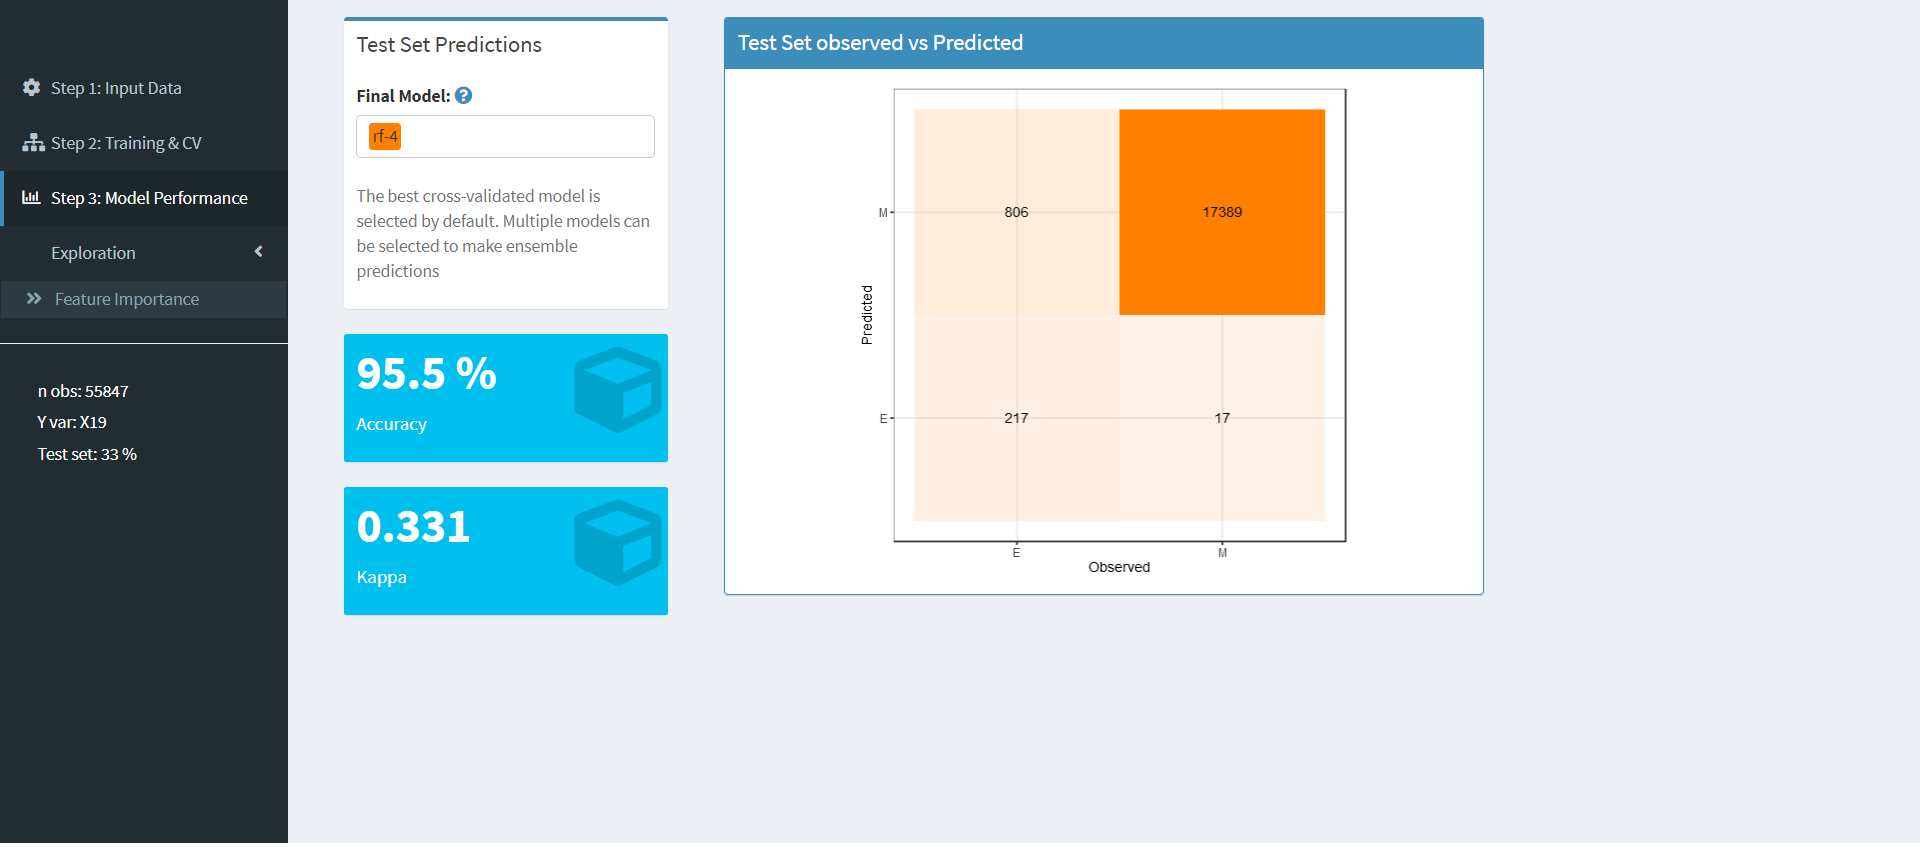 Step 1: Input Data
Step 2: Training & CV
Step 3: Model Performance
Exploration
Feature Importance
n obs: 55847
Y var: X19
Test set: 33 %
Test Set Predictions
Final Model:
rf-4
The best cross-validated model is
selected by default. Multiple models can
be selected to make ensemble
predictions
95.5 %
Accuracy
0.331
Kappa
Test Set observed vs Predicted
Predicted
M
806
17389
E
217
17
E
M
Observed